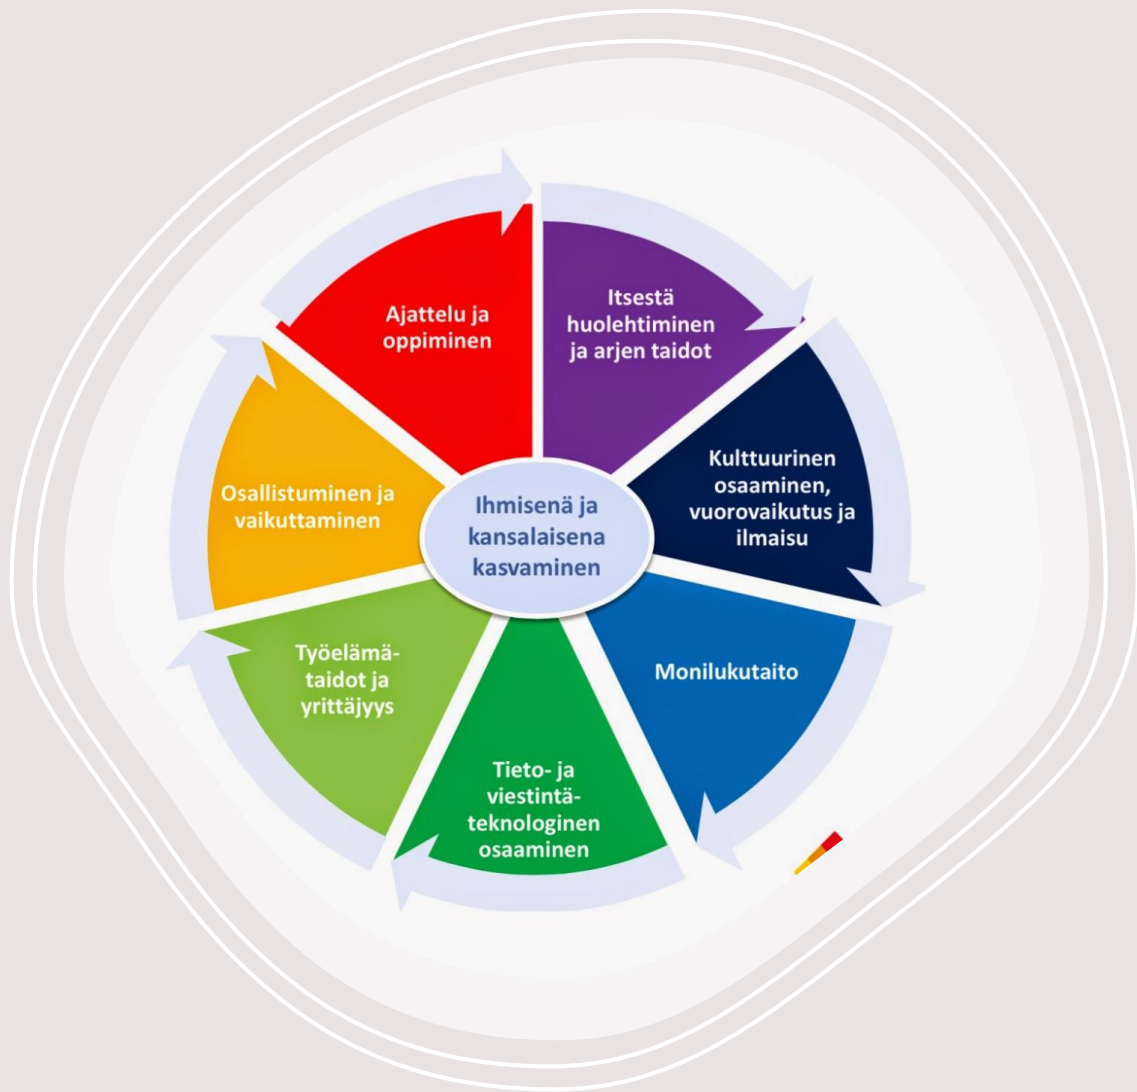 Ajattelu ja
oppiminen
Itsestä
huolehtiminen
ja arjen taidot
Kulttuurinen
osaaminen,
vuorovaikutus ja
ilmaisu
Monilukutaito
Tieto- ja
viestintä-
teknologinen
osaaminen
Työelämä-
taidot ja
yrittäjyys
Osallistuminen ja
vaikuttaminen
Ihmisenä ja
kansalaisena
kasvaminen